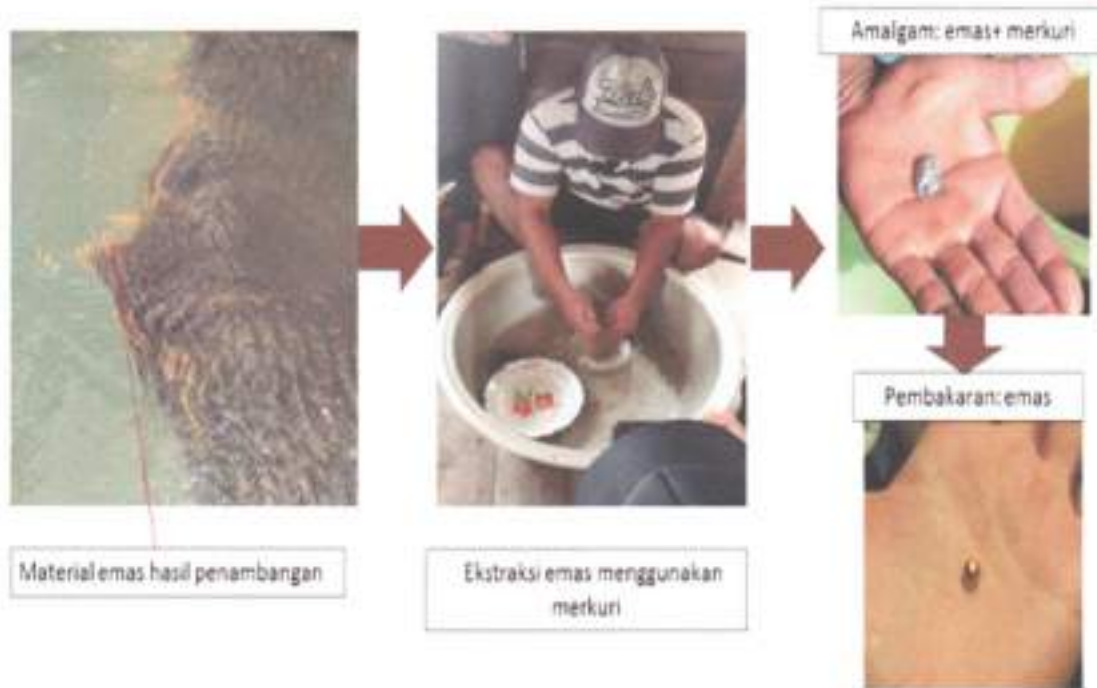 Amalgam: emas+ merkuri
Pembakaran: emas
Material emas hasil penambangan
Ekstraksi emas menggunakan
merkuri